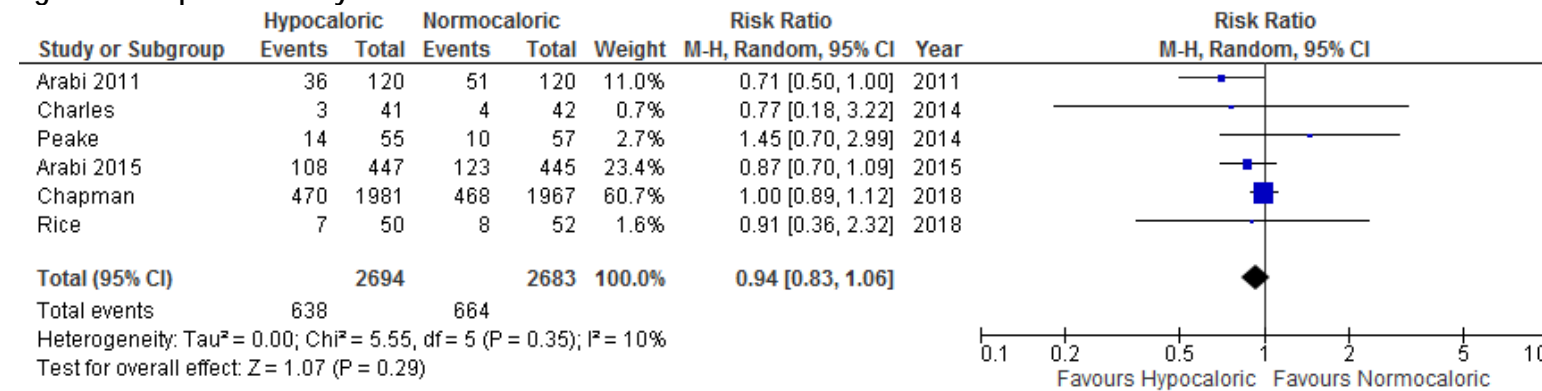 Hypocaloric Normocaloric Risk Ratio Risk Ratio
Study or Subgroup Events Total Events Total Weight M-H, Random, 95% CI Year M-H, Random, 95% CI
Arabi 2011 36 120 51 120 11.0% 0.71 [0.50, 1.00] 2011
Charles 3 41 4 42 0.7% 0.77 [0.18, 3.22] 2014
Peake 14 55 10 57 2.7% 1.45 [0.70, 2.99] 2014
Arabi 2015 108 447 123 445 23.4% 0.87 [0.70, 1.09] 2015
Chapman 470 1981 468 1967 60.7% 1.00 [0.89, 1.12] 2018
Rice 7 50 8 52 1.6% 0.91 [0.36, 2.32] 2018
Total (95% CI) 2694 2683 100.0% 0.94 [0.83, 1.06]
Total events 638 664
Heterogeneity: Tau² = 0.00; Chi² = 5.55, df = 5 (P = 0.35); I² = 10%
Test for overall effect: Z = 1.07 (P = 0.29)
0.1 0.2 0.5 1 2 5 10
Favours Hypocaloric Favours Normocaloric